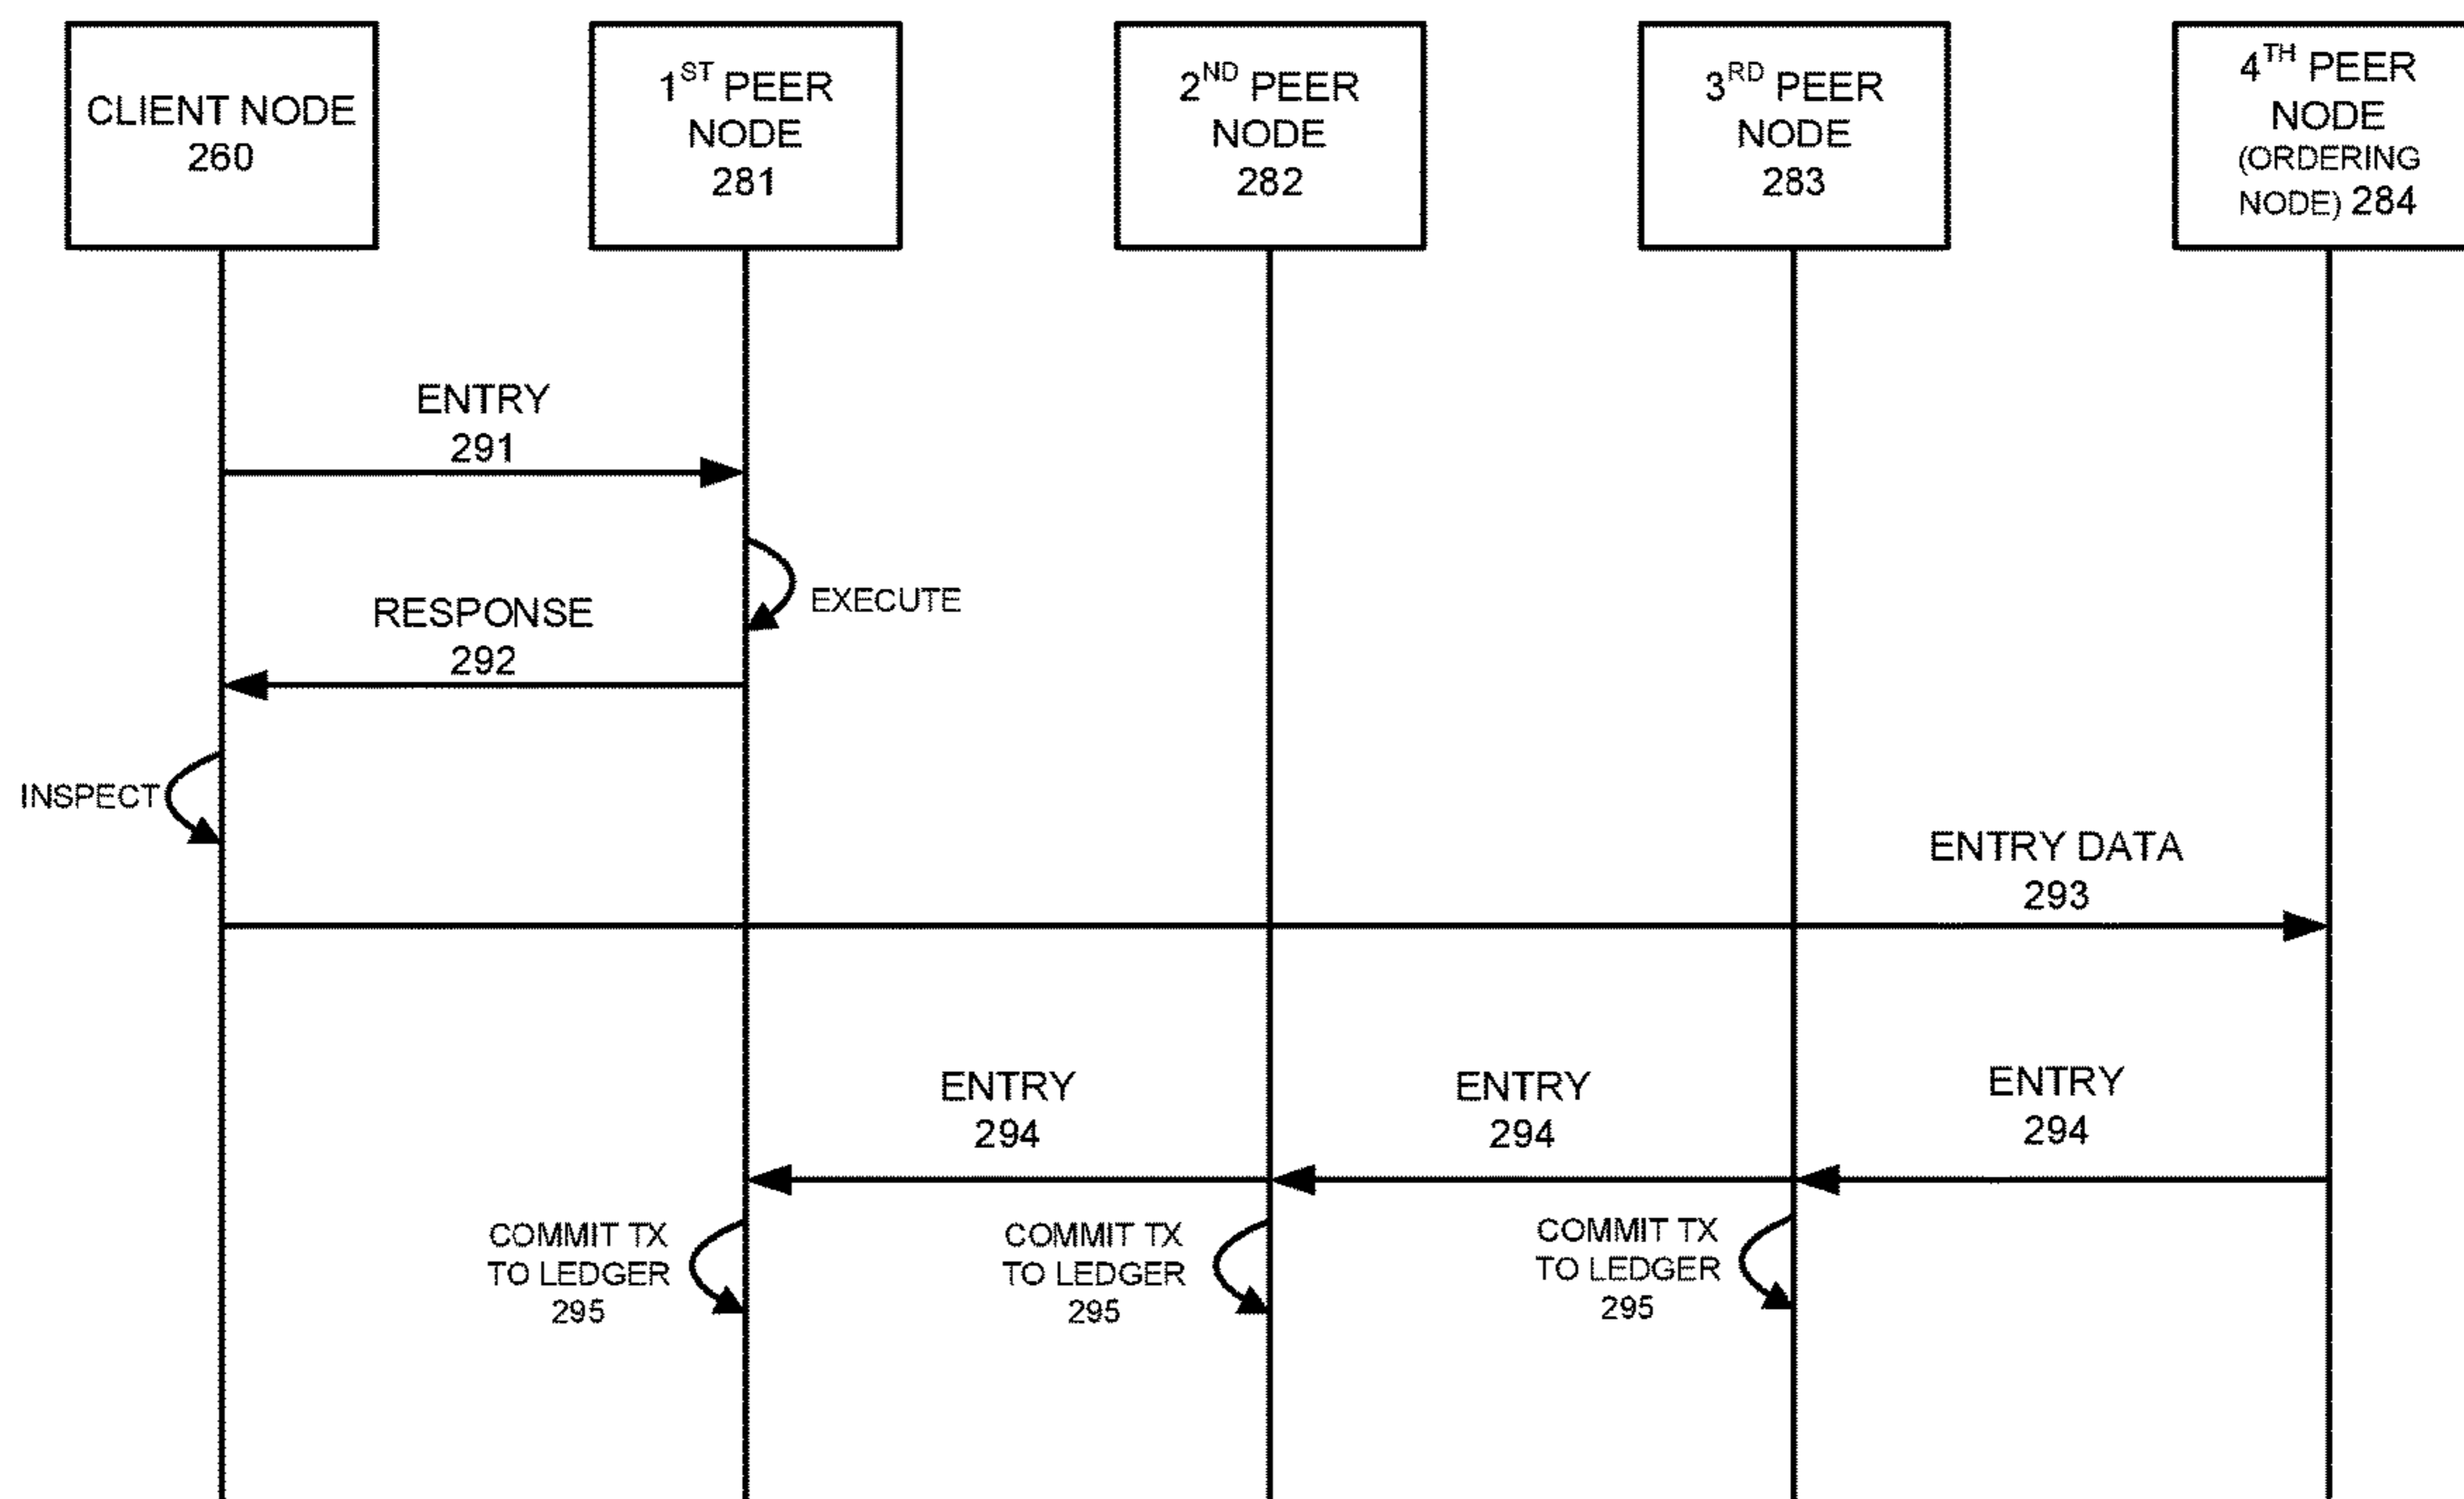 CLIENT NODE
260
1ST PEER
NODE
281
2ND PEER
NODE
282
3RD PEER
NODE
283
4TH PEER
NODE
(ORDERING
NODE) 284
ENTRY
291
EXECUTE
RESPONSE
292
INSPECT
ENTRY DATA
293
ENTRY
294
ENTRY
294
ENTRY
294
COMMIT TX
TO LEDGER
295
COMMIT TX
TO LEDGER
295
COMMIT TX
TO LEDGER
295